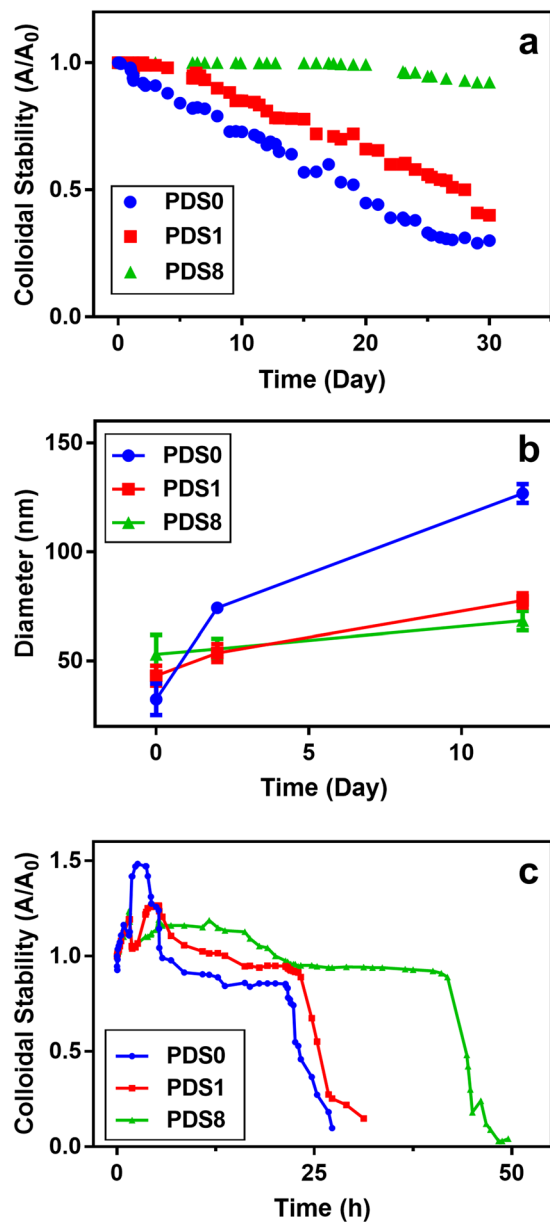 a
Colloidal Stability (A/A0)
1.0
0.5
0.0
PDS0
PDS1
PDS8
0 10 20 30
Time (Day)
b
Diameter (nm)
150
100
50
PDS0
PDS1
PDS8
0 5 10
Time (Day)
c
Colloidal Stability (A/A0)
1.5
1.0
0.5
0.0
PDS0
PDS1
PDS8
0 25 50
Time (h)